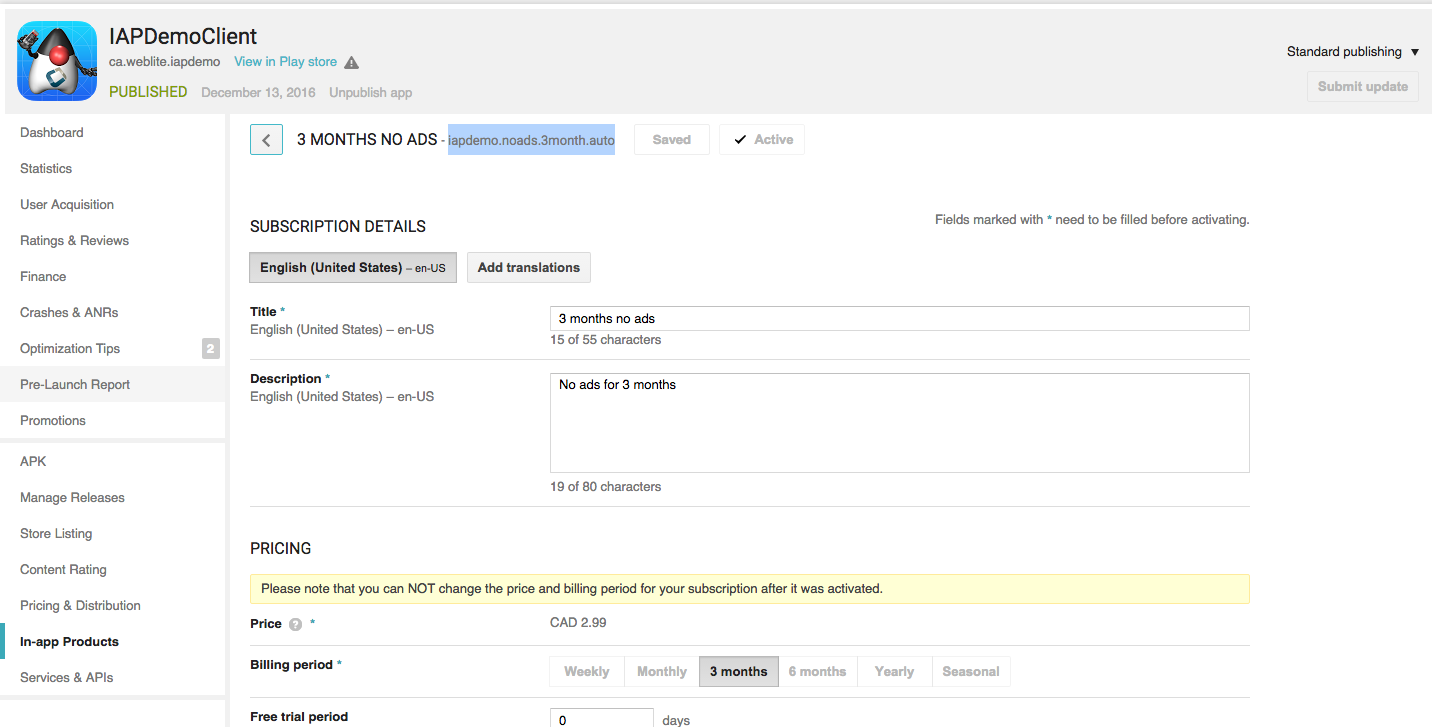 IAPDemoClient
ca.weblite.iapdemo View in Play store
PUBLISHED December 13, 2016 Unpublish app
Standard publishing
Submit update
Dashboard
Statistics
User Acquisition
Ratings & Reviews
Finance
Crashes & ANRs
Optimization Tips 2
Pre-Launch Report
Promotions
APK
Manage Releases
Store Listing
Content Rating
Pricing & Distribution
In-app Products
Services & APIs
3 MONTHS NO ADS - iapdemo.noads.3month.auto Saved Active
SUBSCRIPTION DETAILS
Fields marked with * need to be filled before activating.
English (United States) – en-US Add translations
Title *
English (United States) – en-US
3 months no ads
15 of 55 characters
Description *
English (United States) – en-US
No ads for 3 months
19 of 80 characters
PRICING
Please note that you can NOT change the price and billing period for your subscription after it was activated.
Price ? * CAD 2.99
Billing period * Weekly Monthly 3 months 6 months Yearly Seasonal
Free trial period 0 days